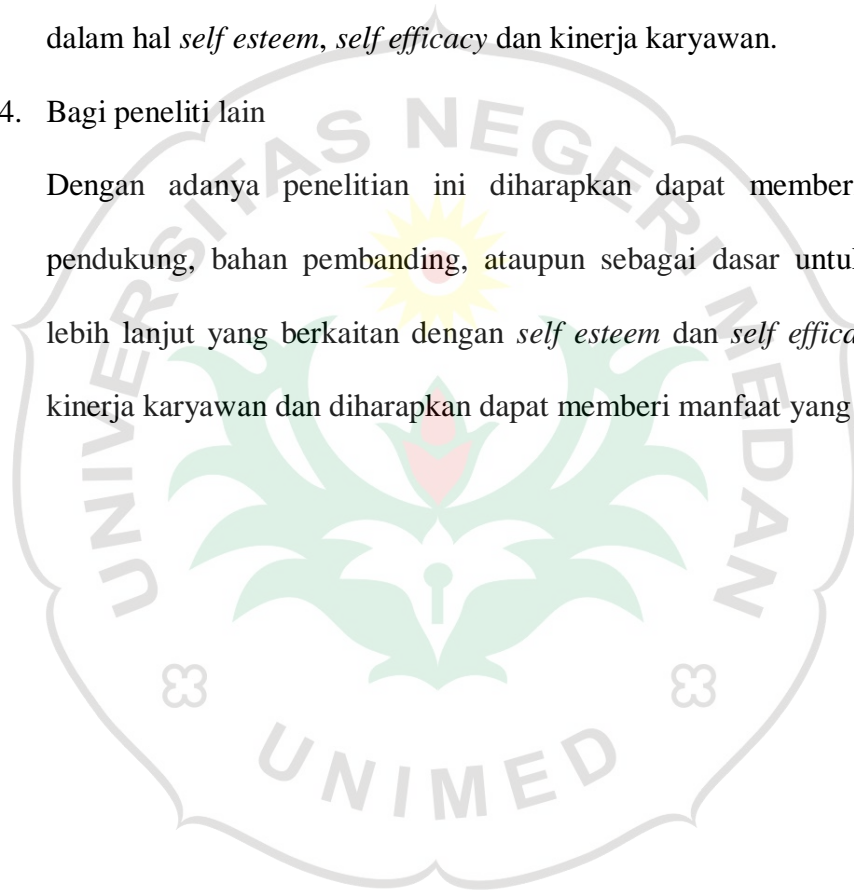 dalam hal self esteem, self efficacy dan kinerja karyawan.
4. Bagi peneliti lain
Dengan adanya penelitian ini diharapkan dapat member
pendukung, bahan pembanding, ataupun sebagai dasar
lebih lanjut yang berkaitan dengan self esteem dan self
kinerja karyawan dan diharapkan dapat memberi manfaat yang
UNIVERSITAS NEGERI MEDAN
UNIMED